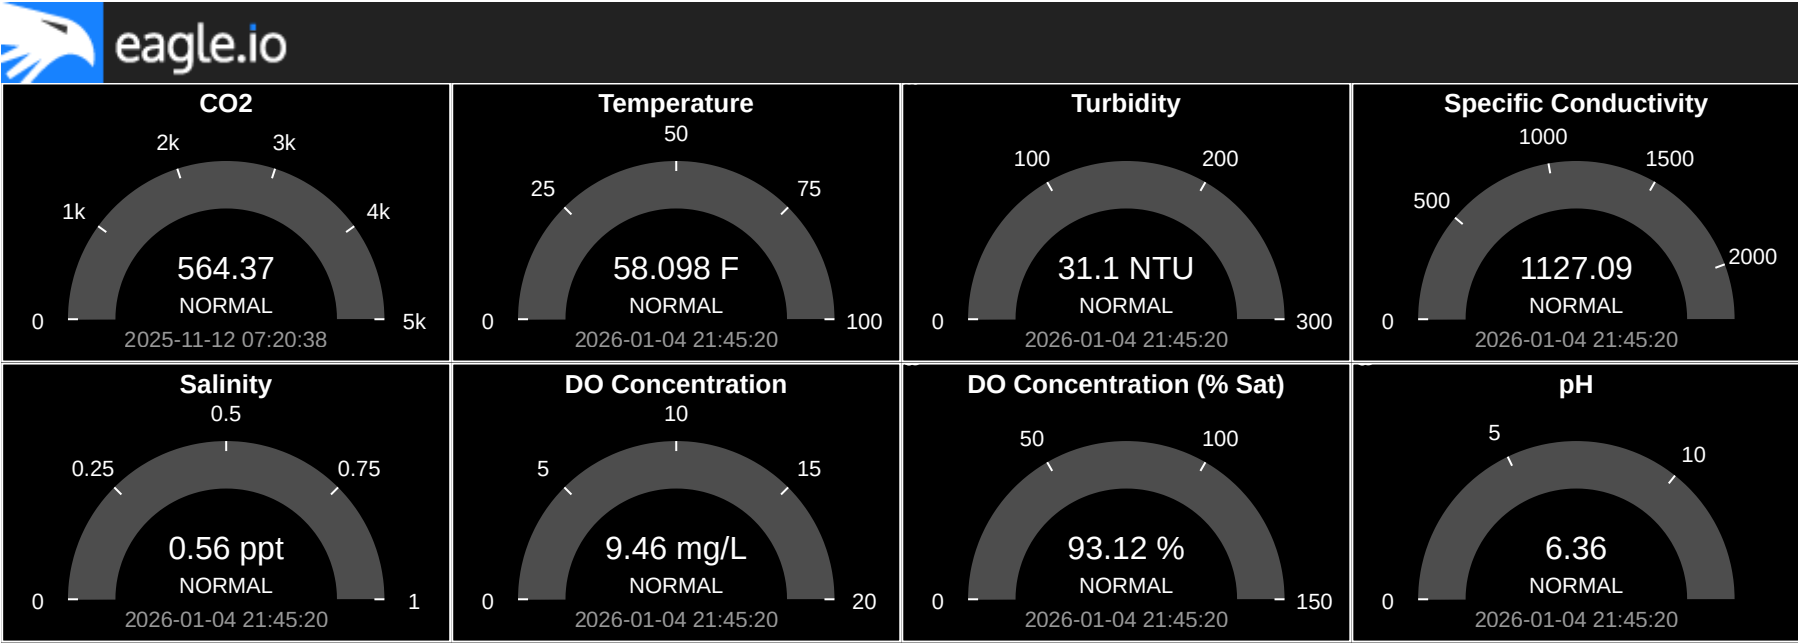 eagle.io
CO2
2k
3k
1k
4k
564.37
NORMAL
0
5k
2025-11-12 07:20:38
Temperature
50
25
75
58.098 F
NORMAL
0
100
2026-01-04 21:45:20
Turbidity
100
200
31.1 NTU
NORMAL
0
300
2026-01-04 21:45:20
Specific Conductivity
1000
1500
500
2000
1127.09
NORMAL
0
2026-01-04 21:45:20
Salinity
0.5
0.25
0.75
0.56 ppt
NORMAL
0
1
2026-01-04 21:45:20
DO Concentration
10
5
15
9.46 mg/L
NORMAL
0
20
2026-01-04 21:45:20
DO Concentration (% Sat)
50
100
93.12 %
NORMAL
0
150
2026-01-04 21:45:20
pH
5
10
6.36
NORMAL
0
2026-01-04 21:45:20